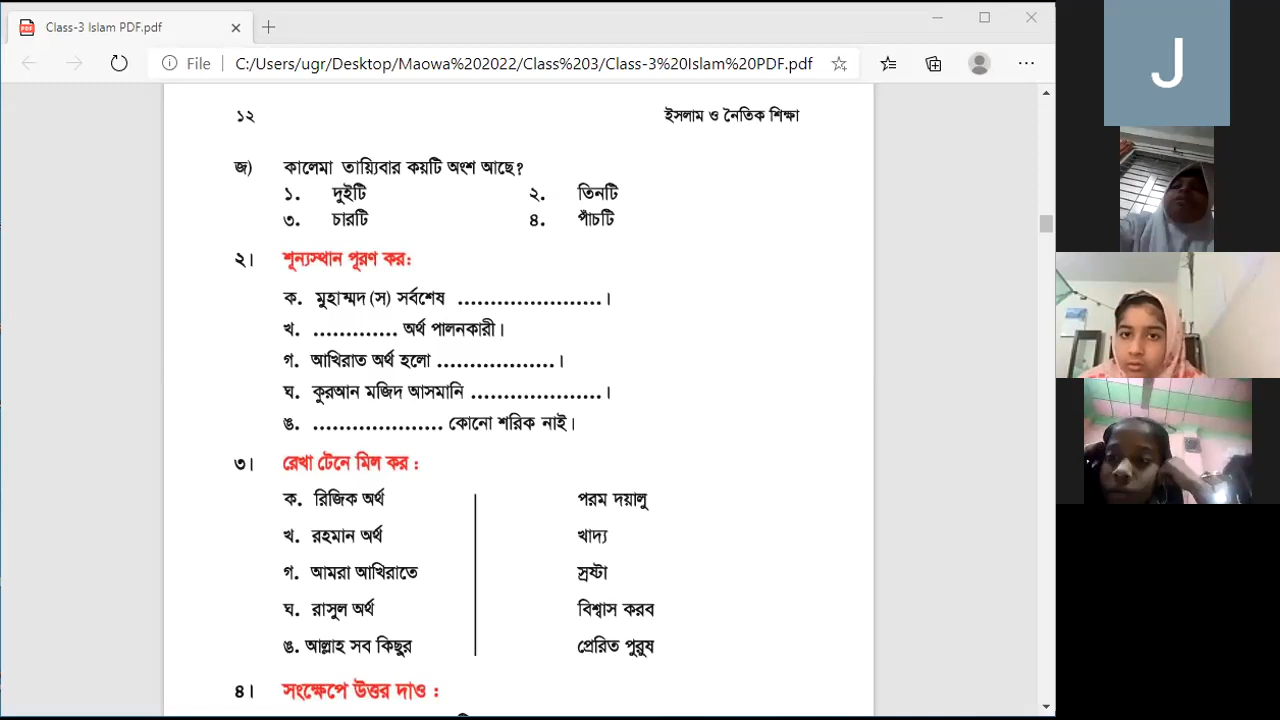 Class-3 Islam PDF.pdf
File C:/Users/ugr/Desktop/Maowa%202022/Class%203/Class-3%20Islam%20PDF.pdf
J
১২ ইসলাম ও নৈতিক শিক্ষা
জ) কালেমা তায়্যিবার কয়টি অংশ আছে?
১. দুইটি ২. তিনটি
৩. চারটি ৪. পাঁচটি
২। শূন্যস্থান পূরণ কর:
ক. মুহাম্মদ (স) সর্বশেষ ......................।
খ. ............. অর্থ পালনকারী।
গ. আখিরাত অর্থ হলো ..................।
ঘ. কুরআন মজিদ আসমানি ....................।
ঙ. .................... কোনো শরিক নাই।
৩। রেখা টেনে মিল কর :
ক. রিজিক অর্থ পরম দয়ালু
খ. রহমান অর্থ খাদ্য
গ. আমরা আখিরাতে স্রষ্টা
ঘ. রাসুল অর্থ বিশ্বাস করব
ঙ. আল্লাহ সব কিছুর প্রেরিত পুরুষ
৪। সংক্ষেপে উত্তর দাও :